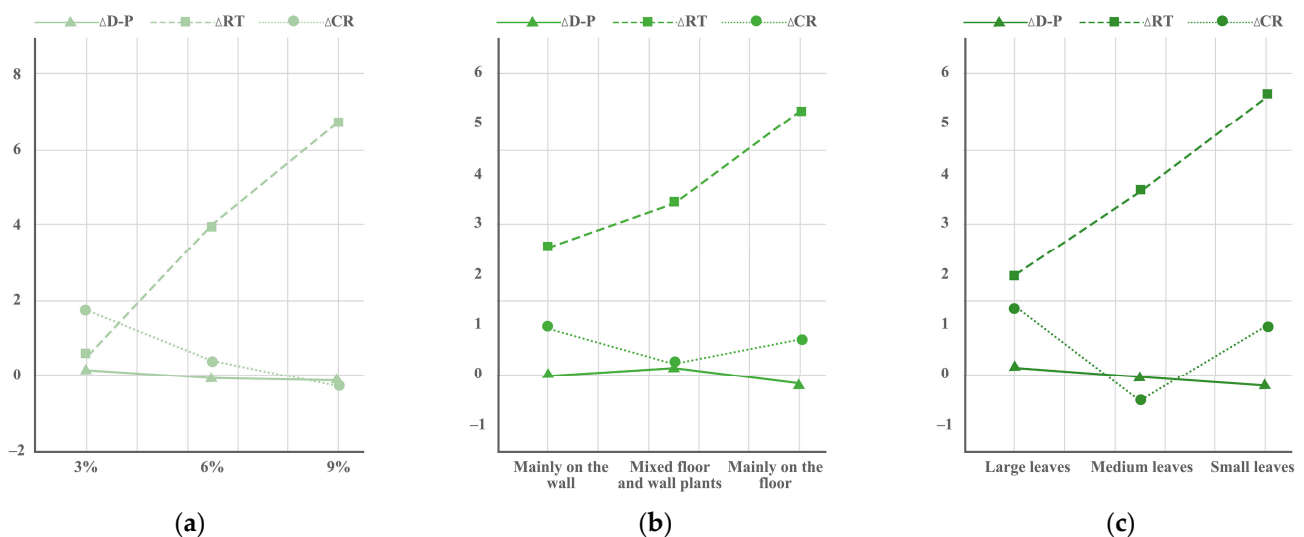 ΔD-P ΔRT ΔCR
8
6
4
2
0
–2
3% 6% 9%
(a)
ΔD-P ΔRT ΔCR
6
5
4
3
2
1
0
–1
Mainly on the wall
Mixed floor and wall plants
Mainly on the floor
(b)
ΔD-P ΔRT ΔCR
6
5
4
3
2
1
0
–1
Large leaves Medium leaves Small leaves
(c)